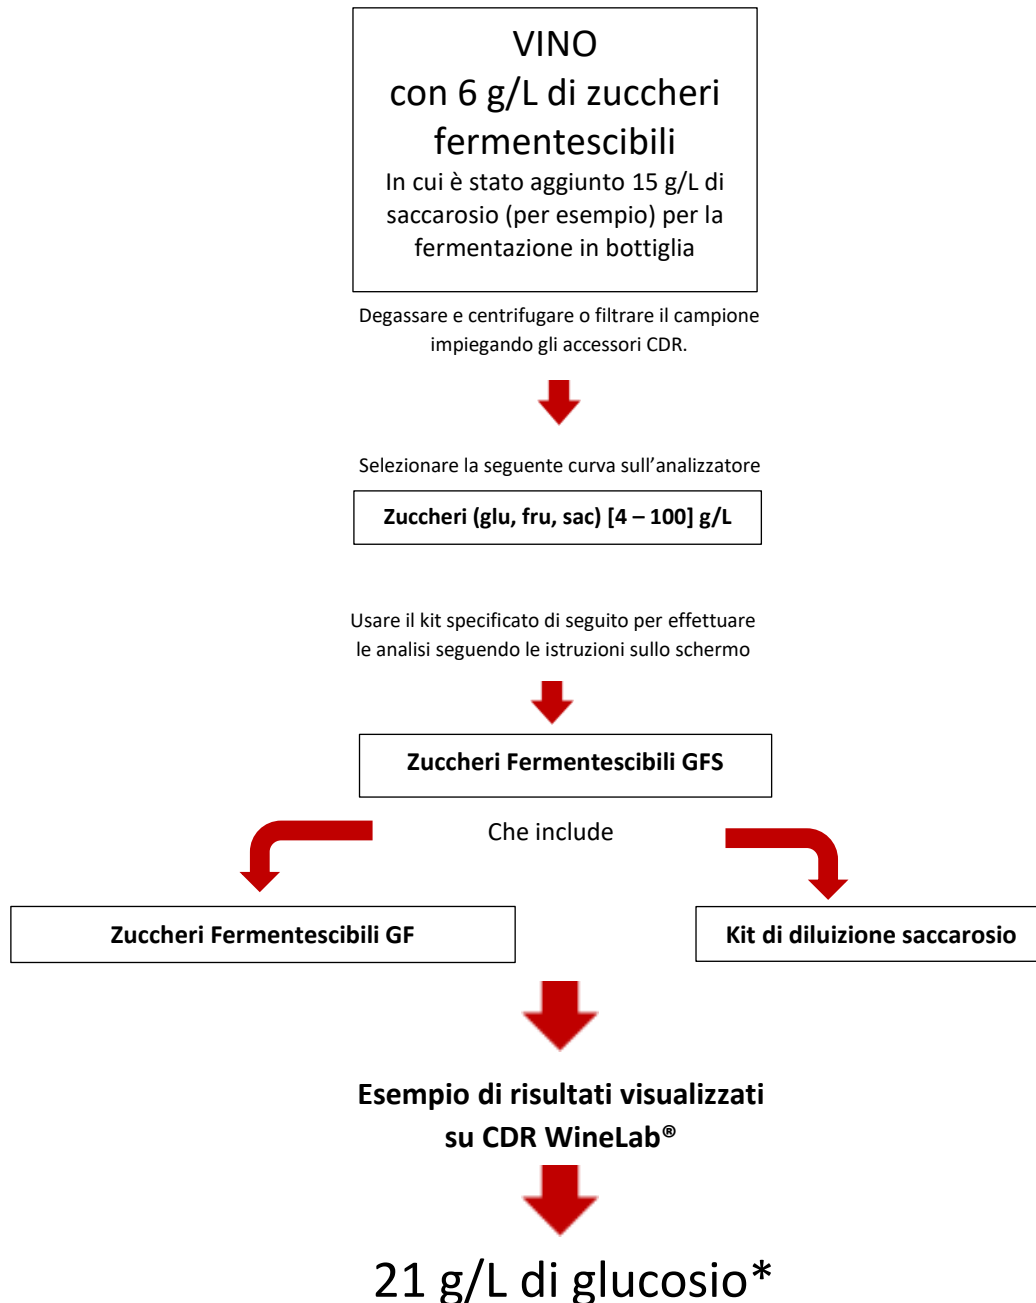 VINO
con 6 g/L di zuccheri
fermentescibili
In cui è stato aggiunto 15 g/L di
saccarosio (per esempio) per la
fermentazione in bottiglia
Degassare e centrifugare o filtrare il campione
impiegando gli accessori CDR.
Selezionare la seguente curva sull’analizzatore
Zuccheri (glu, fru, sac) [4 – 100] g/L
Usare il kit specificato di seguito per effettuare
le analisi seguendo le istruzioni sullo schermo
Zuccheri Fermentescibili GFS
Che include
Zuccheri Fermentescibili GF
Kit di diluizione saccarosio
Esempio di risultati visualizzati
su CDR WineLab®
21 g/L di glucosio*